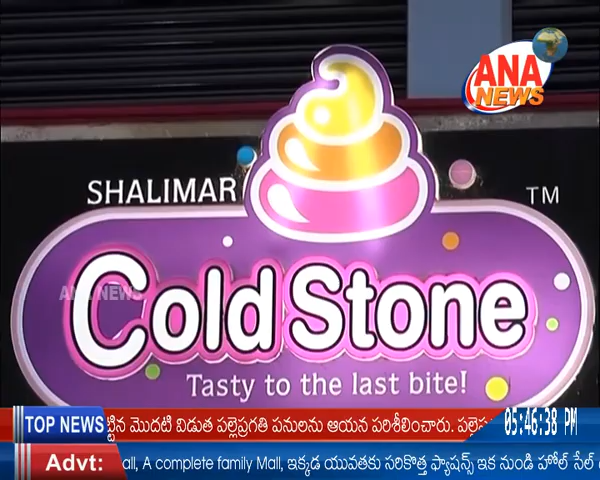 ANA
NEWS
SHALIMAR
TM
Cold Stone
ANA NEWS
Tasty to the last bite!
TOP NEWS
మొదటి విడుత పల్లెప్రగతి పనులను ఆయన పరిశీలించారు.
05:46:38 PM
Advt:
A complete family Mall, ఇక్కడ యువతకు సరికొత్త ఫ్యాషన్స్ ఇక నుండి హోల్ సేల్